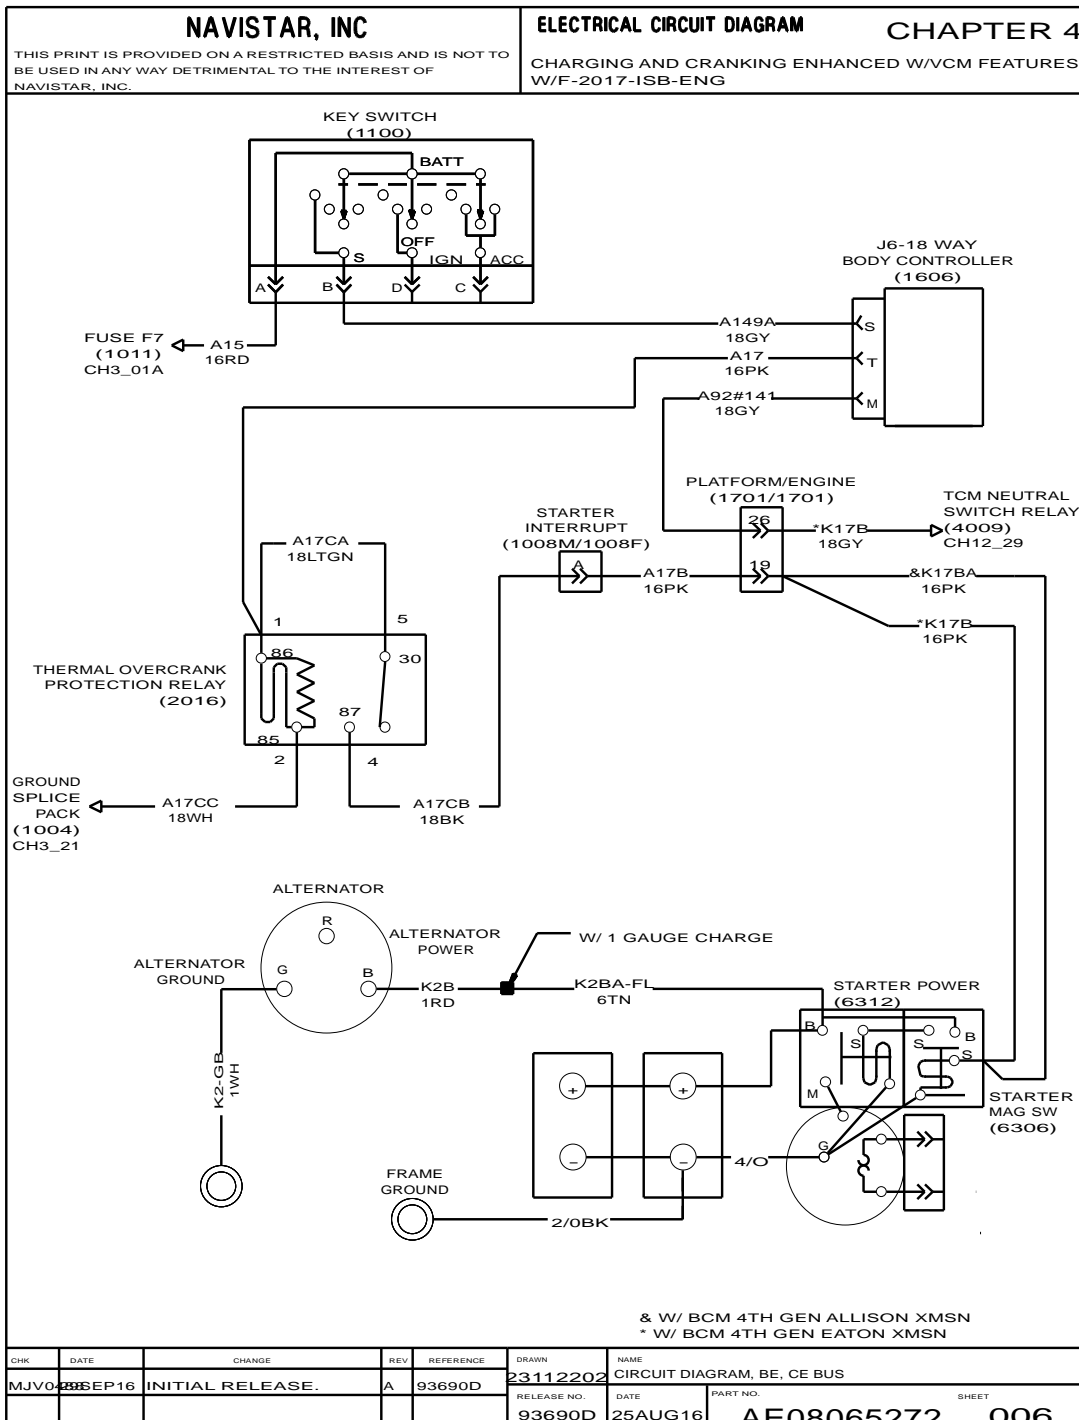 NAVISTAR, INC
THIS PRINT IS PROVIDED ON A RESTRICTED BASIS AND IS NOT TO
BE USED IN ANY WAY DETRIMENTAL TO THE INTEREST OF
NAVISTAR, INC.
ELECTRICAL CIRCUIT DIAGRAM
CHAPTER 4
CHARGING AND CRANKING ENHANCED W/VCM FEATURES
W/F-2017-ISB-ENG
KEY SWITCH
(1100)
BATT
OFF
S
IGN
ACC
A
B
D
C
FUSE F7
(1011)
CH3_01A
A15
16RD
J6-18 WAY
BODY CONTROLLER
(1606)
A149A
18GY
S
A17
16PK
T
A92#141
18GY
M
PLATFORM/ENGINE
(1701/1701)
26
19
*K17B
18GY
TCM NEUTRAL
SWITCH RELAY
(4009)
CH12_29
STARTER
INTERRUPT
(1008M/1008F)
A
A17B
16PK
&K17BA
16PK
*K17B
16PK
A17CA
18LTGN
1
5
86
30
87
85
2
4
THERMAL OVERCRANK
PROTECTION RELAY
(2016)
GROUND
SPLICE
PACK
(1004)
CH3_21
A17CC
18WH
A17CB
18BK
ALTERNATOR
R
G
B
ALTERNATOR
POWER
ALTERNATOR
GROUND
K2B
1RD
W/ 1 GAUGE CHARGE
K2BA-FL
6TN
K2-GB
1WH
STARTER POWER
(6312)
B
S
S
B
S
M
G
STARTER
MAG SW
(6306)
+
+
-
-
4/O
FRAME
GROUND
2/0BK
& W/ BCM 4TH GEN ALLISON XMSN
* W/ BCM 4TH GEN EATON XMSN
CHK
DATE
CHANGE
REV
REFERENCE
DRAWN
NAME
INITIAL RELEASE.
A
93690D
23112202
CIRCUIT DIAGRAM, BE, CE BUS
RELEASE NO.
DATE
PART NO.
SHEET
93690D
25AUG16
AE08065272
006